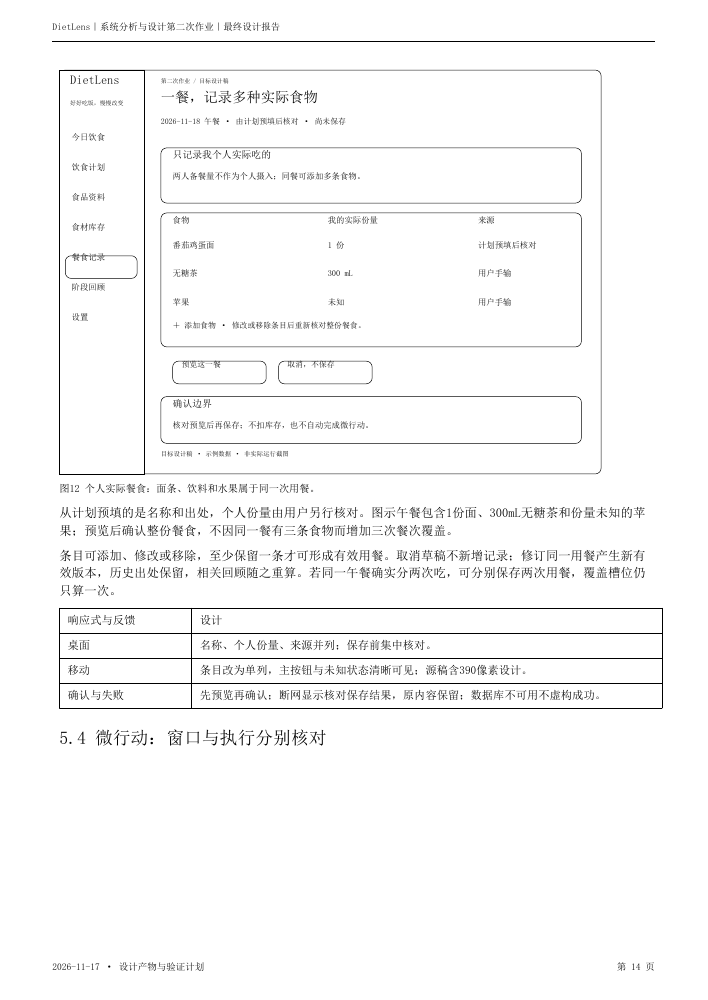 DietLens | 系统分析与设计第二次作业 | 最终设计报告
DietLens
好好吃饭，慢慢改变
今日饮食
饮食计划
食品资料
食材库存
餐食记录
阶段回顾
设置
第二次作业 / 目标设计稿
一餐，记录多种实际食物
2026-11-18 午餐 • 由计划预填后核对 • 尚未保存
只记录我个人实际吃的
两人备餐量不作为个人摄入；同餐可添加多条食物。
食物 我的实际份量 来源
番茄鸡蛋面 1 份 计划预填后核对
无糖茶 300 mL 用户手输
苹果 未知 用户手输
＋ 添加食物 • 修改或移除条目后重新核对整份餐食。
预览这一餐 取消，不保存
确认边界
核对预览后再保存；不扣库存，也不自动完成微行动。
目标设计稿 • 示例数据 • 非实际运行截图
图12 个人实际餐食：面条、饮料和水果属于同一次用餐。
从计划预填的是名称和出处，个人份量由用户另行核对。图示午餐包含1份面、300mL无糖茶和份量未知的苹
果；预览后确认整份餐食，不因同一餐有三条食物而增加三次餐次覆盖。
条目可添加、修改或移除，至少保留一条才可形成有效用餐。取消草稿不新增记录；修订同一用餐产生新有
效版本，历史出处保留，相关回顾随之重算。若同一午餐确实分两次吃，可分别保存两次用餐，覆盖槽位仍
只算一次。
响应式与反馈 设计
桌面 名称、个人份量、来源并列；保存前集中核对。
移动 条目改为单列，主按钮与未知状态清晰可见；源稿含390像素设计。
确认与失败 先预览再确认；断网显示核对保存结果，原内容保留；数据库不可用不虚构成功。
5.4 微行动：窗口与执行分别核对
2026-11-17 • 设计产物与验证计划 第 14 页